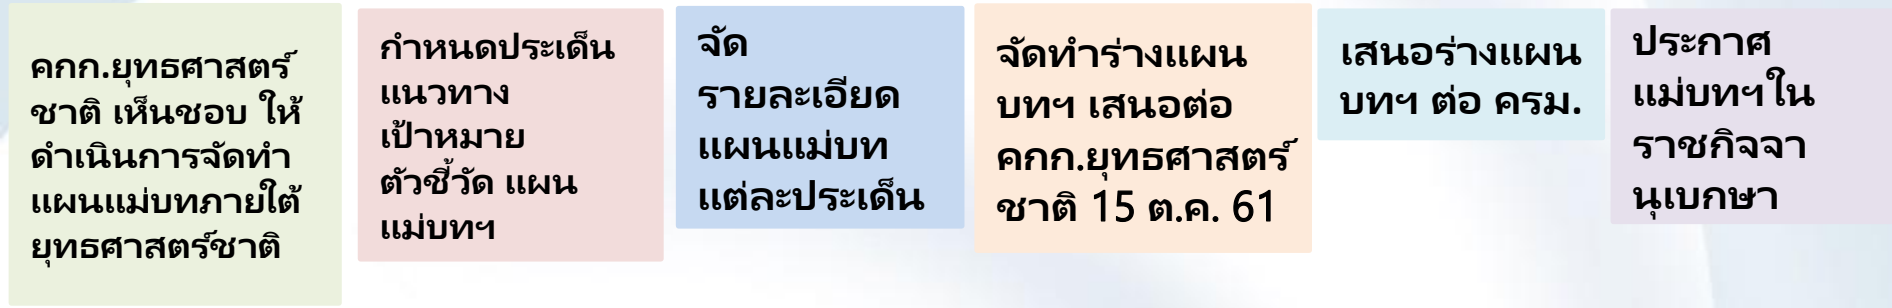 คกก.ยุทธศาสตร์
ชาติ เห็นชอบ ให้
ดำเนินการจัดทำ
แผนแม่บทภายใต้
ยุทธศาสตร์ชาติ
กำหนดประเด็น
แนวทาง
เป้าหมาย
ตัวชี้วัด แผน
แม่บทฯ
จัด
รายละเอียด
แผนแม่บท
แต่ละประเด็น
จัดทำร่างแผน
บทฯ เสนอต่อ
คกก.ยุทธศาสตร์
ชาติ 15 ต.ค. 61
เสนอร่างแผน
บทฯ ต่อ ครม.
ประกาศ
แม่บทฯใน
ราชกิจจา
นุเบกษา